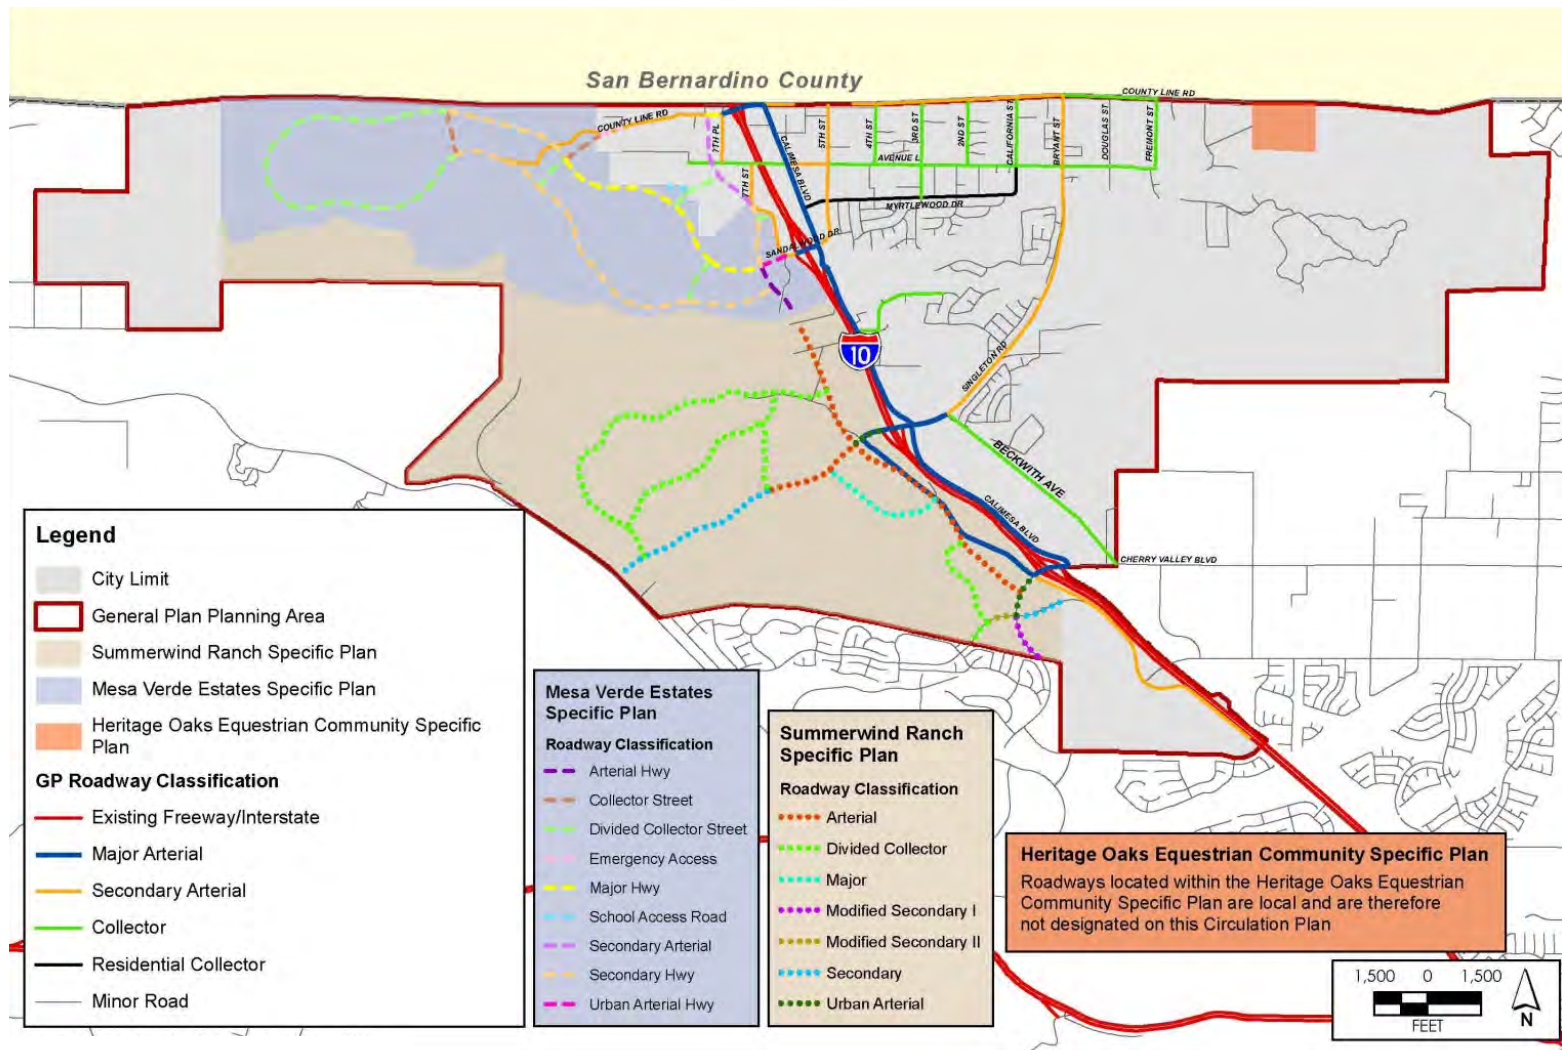 San Bernardino County
COUNTY LINE RD
COUNTY LINE RD
7TH PL
7TH ST
CALIMESA BLVD
5TH ST
4TH ST
3RD ST
2ND ST
CALIFORNIA ST
BRYANT ST
DOUGLAS ST
FREMONT ST
AVENUE L
MYRTLEWOOD DR
SANDALWOOD DR
10
SINGLETON RD
BECKWITH AVE
CALIMESA BLVD
CHERRY VALLEY BLVD
Legend
City Limit
General Plan Planning Area
Summerwind Ranch Specific Plan
Mesa Verde Estates Specific Plan
Heritage Oaks Equestrian Community Specific
Plan
GP Roadway Classification
Existing Freeway/Interstate
Major Arterial
Secondary Arterial
Collector
Residential Collector
Minor Road
Mesa Verde Estates
Specific Plan
Roadway Classification
Arterial Hwy
Collector Street
Divided Collector Street
Emergency Access
Major Hwy
School Access Road
Secondary Arterial
Secondary Hwy
Urban Arterial Hwy
Summerwind Ranch
Specific Plan
Roadway Classification
Arterial
Divided Collector
Major
Modified Secondary I
Modified Secondary II
Secondary
Urban Arterial
Heritage Oaks Equestrian Community Specific Plan
Roadways located within the Heritage Oaks Equestrian
Community Specific Plan are local and are therefore
not designated on this Circulation Plan
1,500 0 1,500
FEET
N